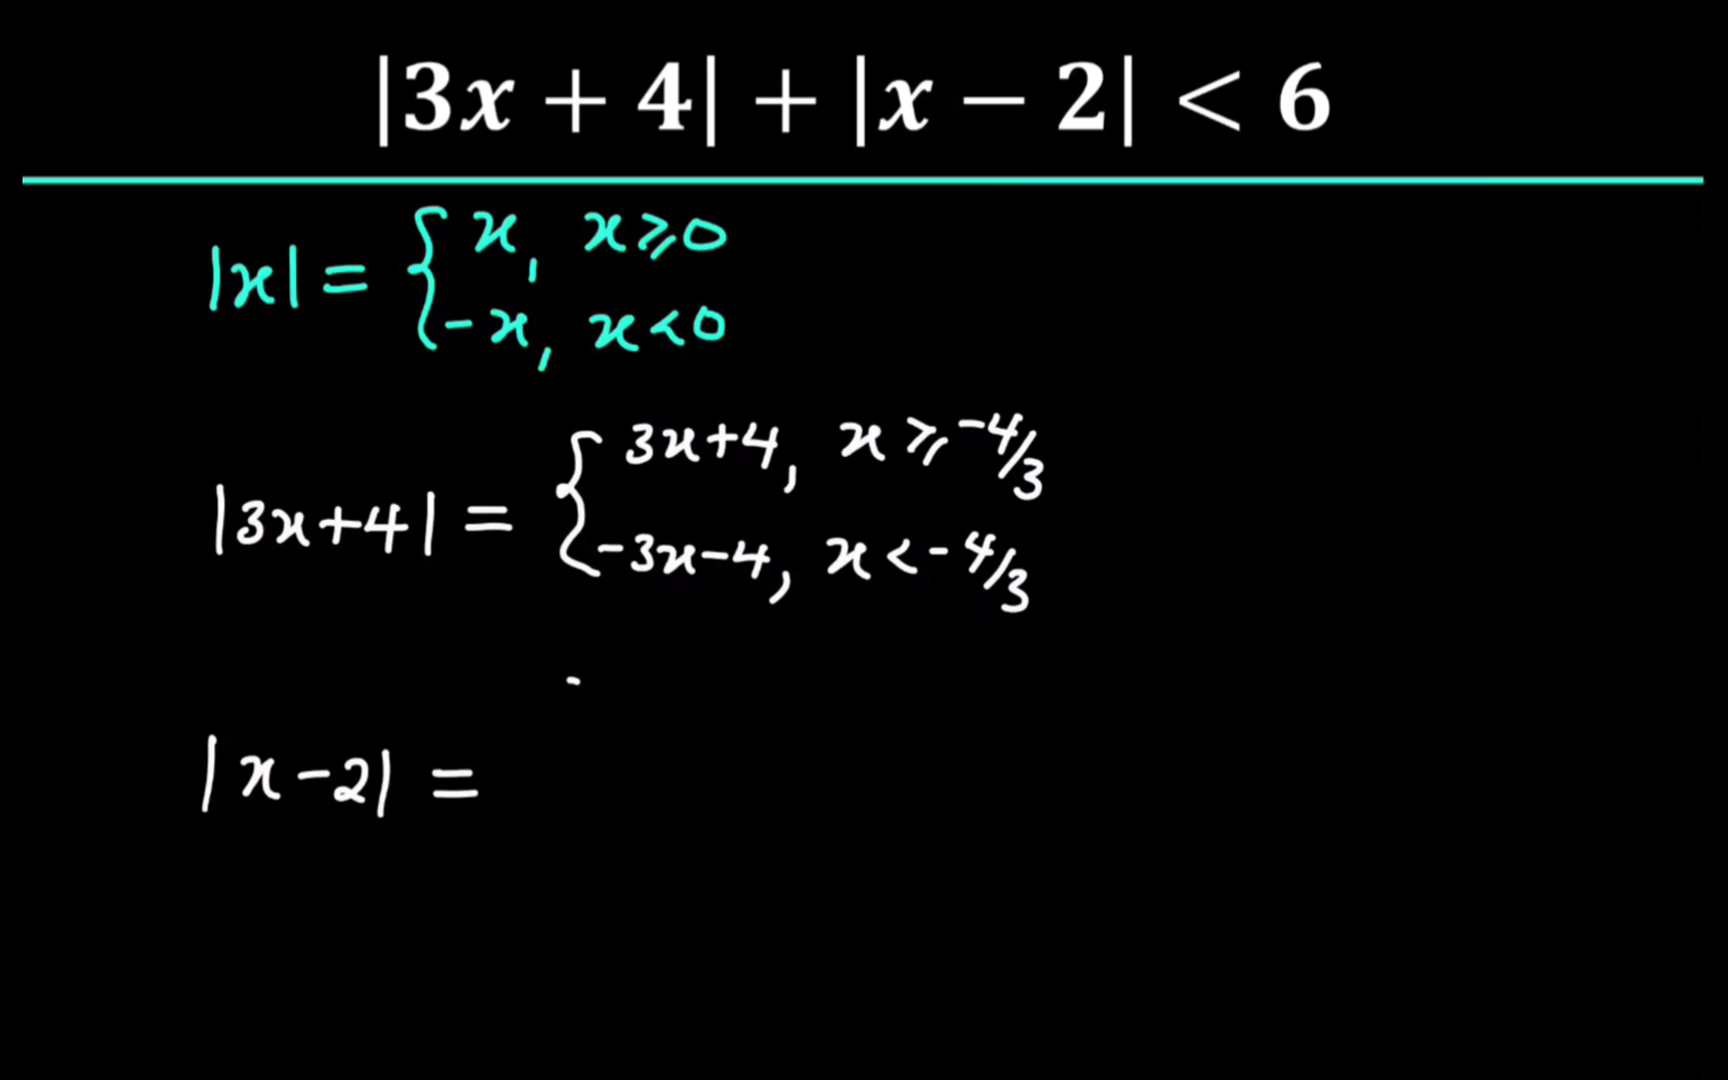 |3x + 4| + |x − 2| < 6
|x| = { x, x ⩾ 0
-x, x < 0
|3x+4| = { 3x+4, x ⩾ -4/3
-3x-4, x < -4/3
|x-2| =